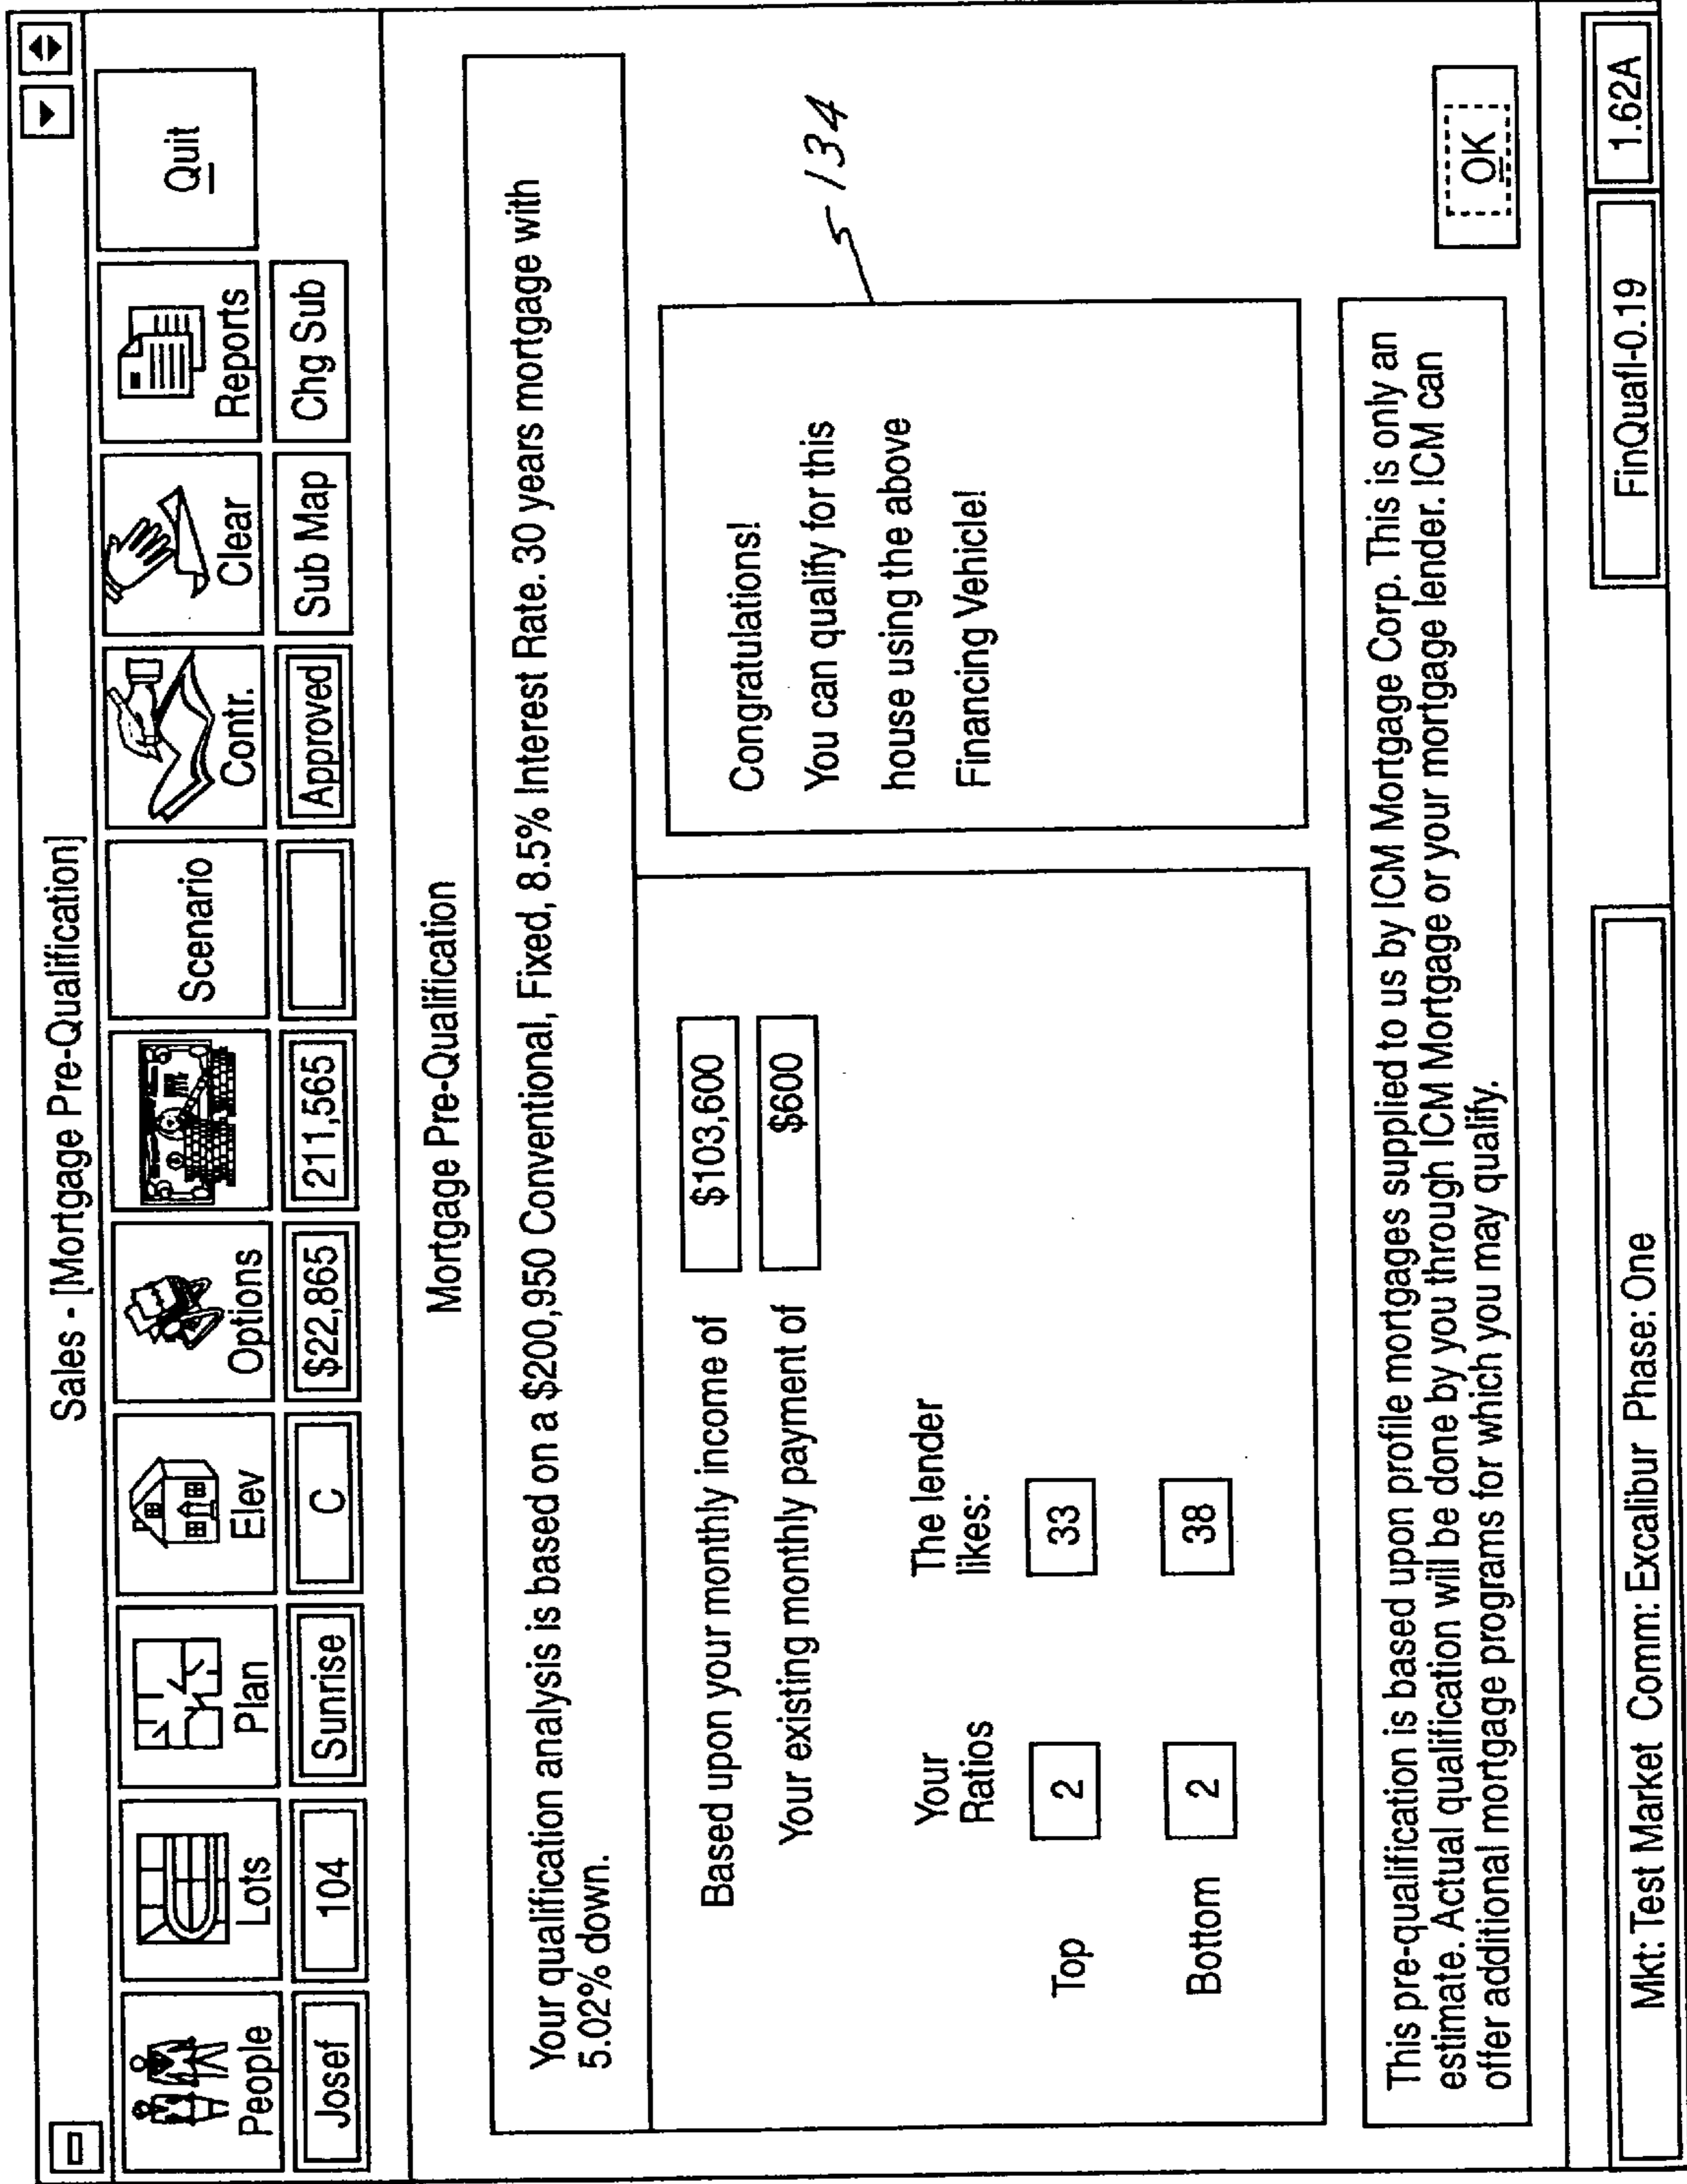 Sales - [Mortgage Pre-Qualification]
People Lots Plan Elev Options Scenario Contr. Clear Reports Quit
Josef 104 Sunrise C $22,865 211,565 Approved Sub Map Chg Sub
Mortgage Pre-Qualification
Your qualification analysis is based on a $200,950 Conventional, Fixed, 8.5% Interest Rate. 30 years mortgage with
5.02% down.
Based upon your monthly income of $103,600
Your existing monthly payment of $600
Your
Ratios
The lender
likes:
Top 2 33
Bottom 2 38
Congratulations!
You can qualify for this
house using the above
Financing Vehicle!
134
This pre-qualification is based upon profile mortgages supplied to us by ICM Mortgage Corp. This is only an
estimate. Actual qualification will be done by you through ICM Mortgage or your mortgage lender. ICM can
offer additional mortgage programs for which you may qualify.
OK
Mkt: Test Market Comm: Excalibur Phase: One FinQuafl-0.19 1.62A